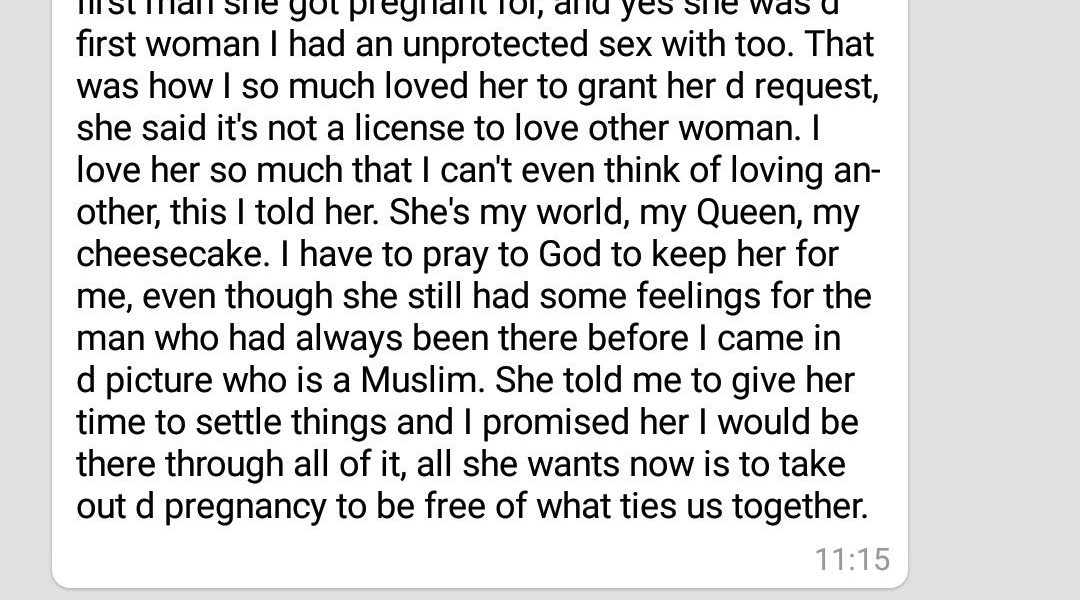 first man she got pregnant for, and yes she was d
first woman I had an unprotected sex with too. That
was how I so much loved her to grant her d request,
she said it's not a license to love other woman. I
love her so much that I can't even think of loving an-
other, this I told her. She's my world, my Queen, my
cheesecake. I have to pray to God to keep her for
me, even though she still had some feelings for the
man who had always been there before I came in
d picture who is a Muslim. She told me to give her
time to settle things and I promised her I would be
there through all of it, all she wants now is to take
out d pregnancy to be free of what ties us together.
11:15